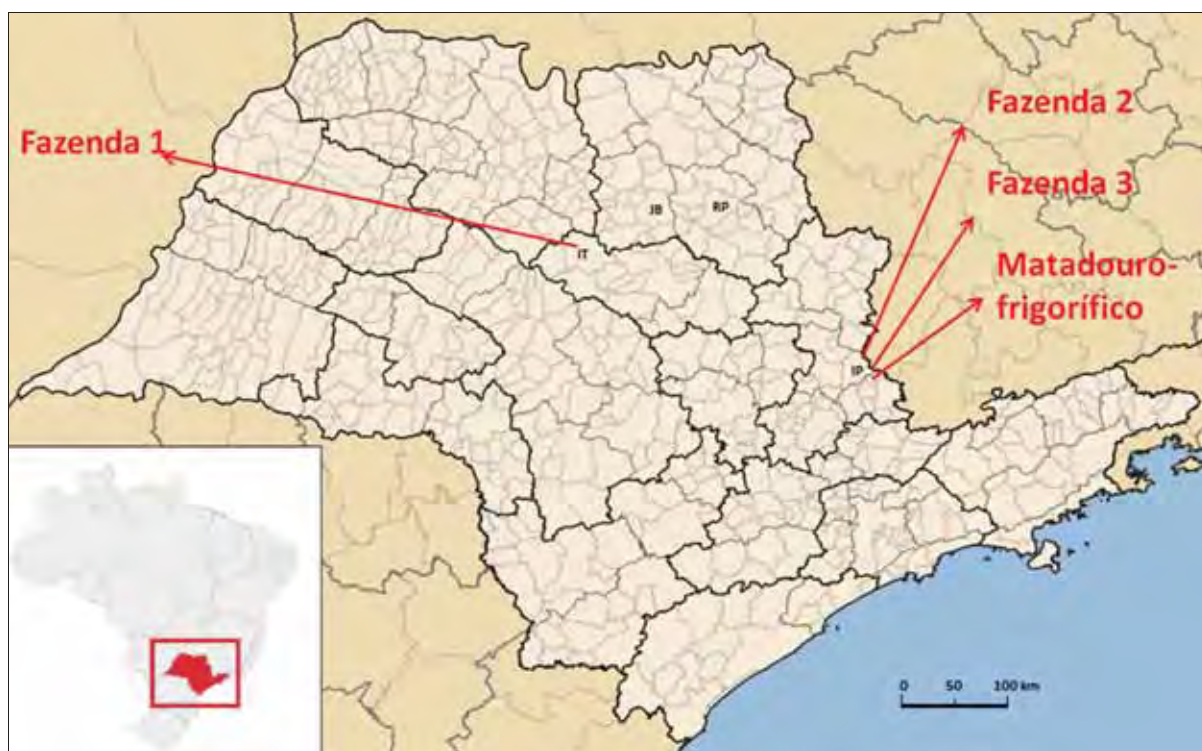 Fazenda 1
Fazenda 2
Fazenda 3
Matadouro-
frigorífico
JB
RP
IT
IP
0 50 100 km